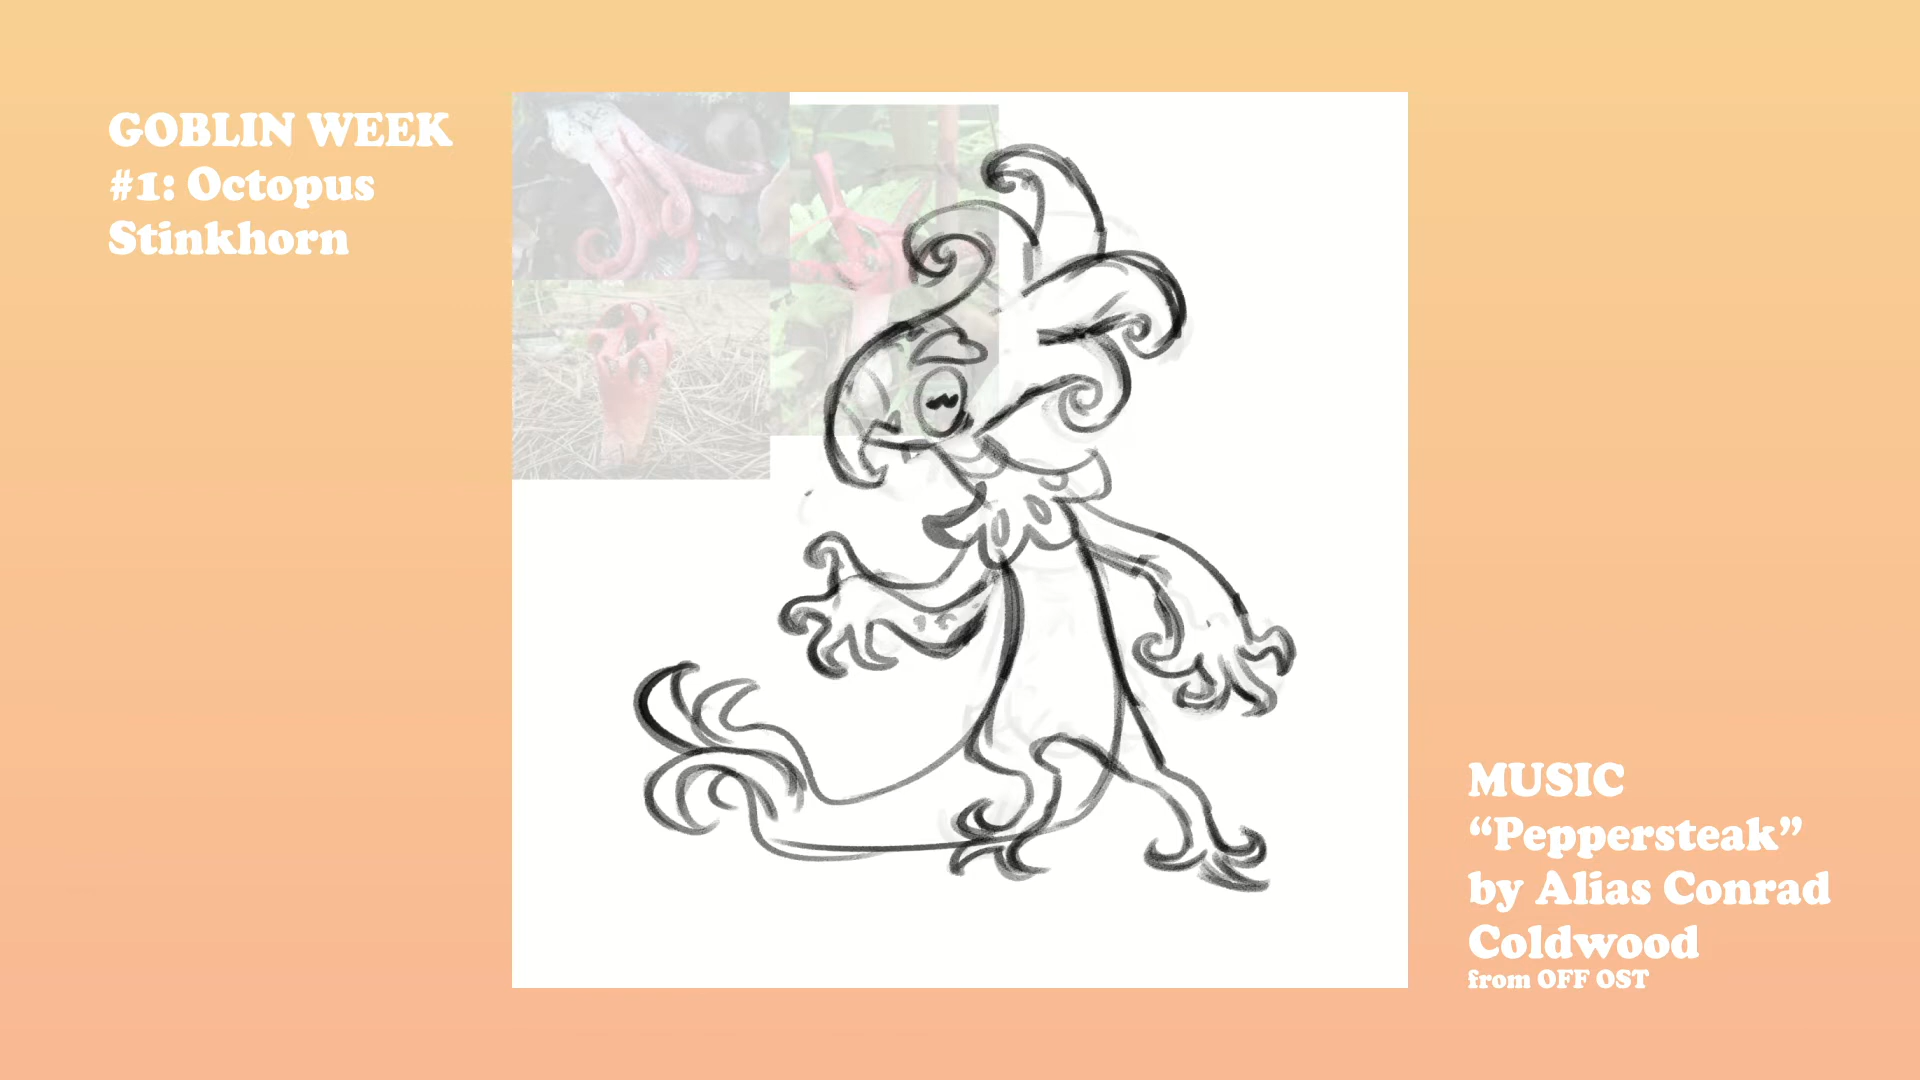 GOBLIN WEEK
#1: Octopus
Stinkhorn
MUSIC
“Peppersteak”
by Alias Conrad
Coldwood
from OFF OST